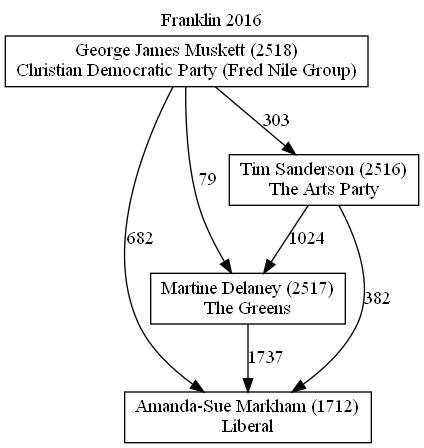 Franklin 2016
George James Muskett (2518)
Christian Democratic Party (Fred Nile Group)
303
Tim Sanderson (2516)
The Arts Party
79
682
1024
Martine Delaney (2517)
The Greens
382
1737
Amanda-Sue Markham (1712)
Liberal